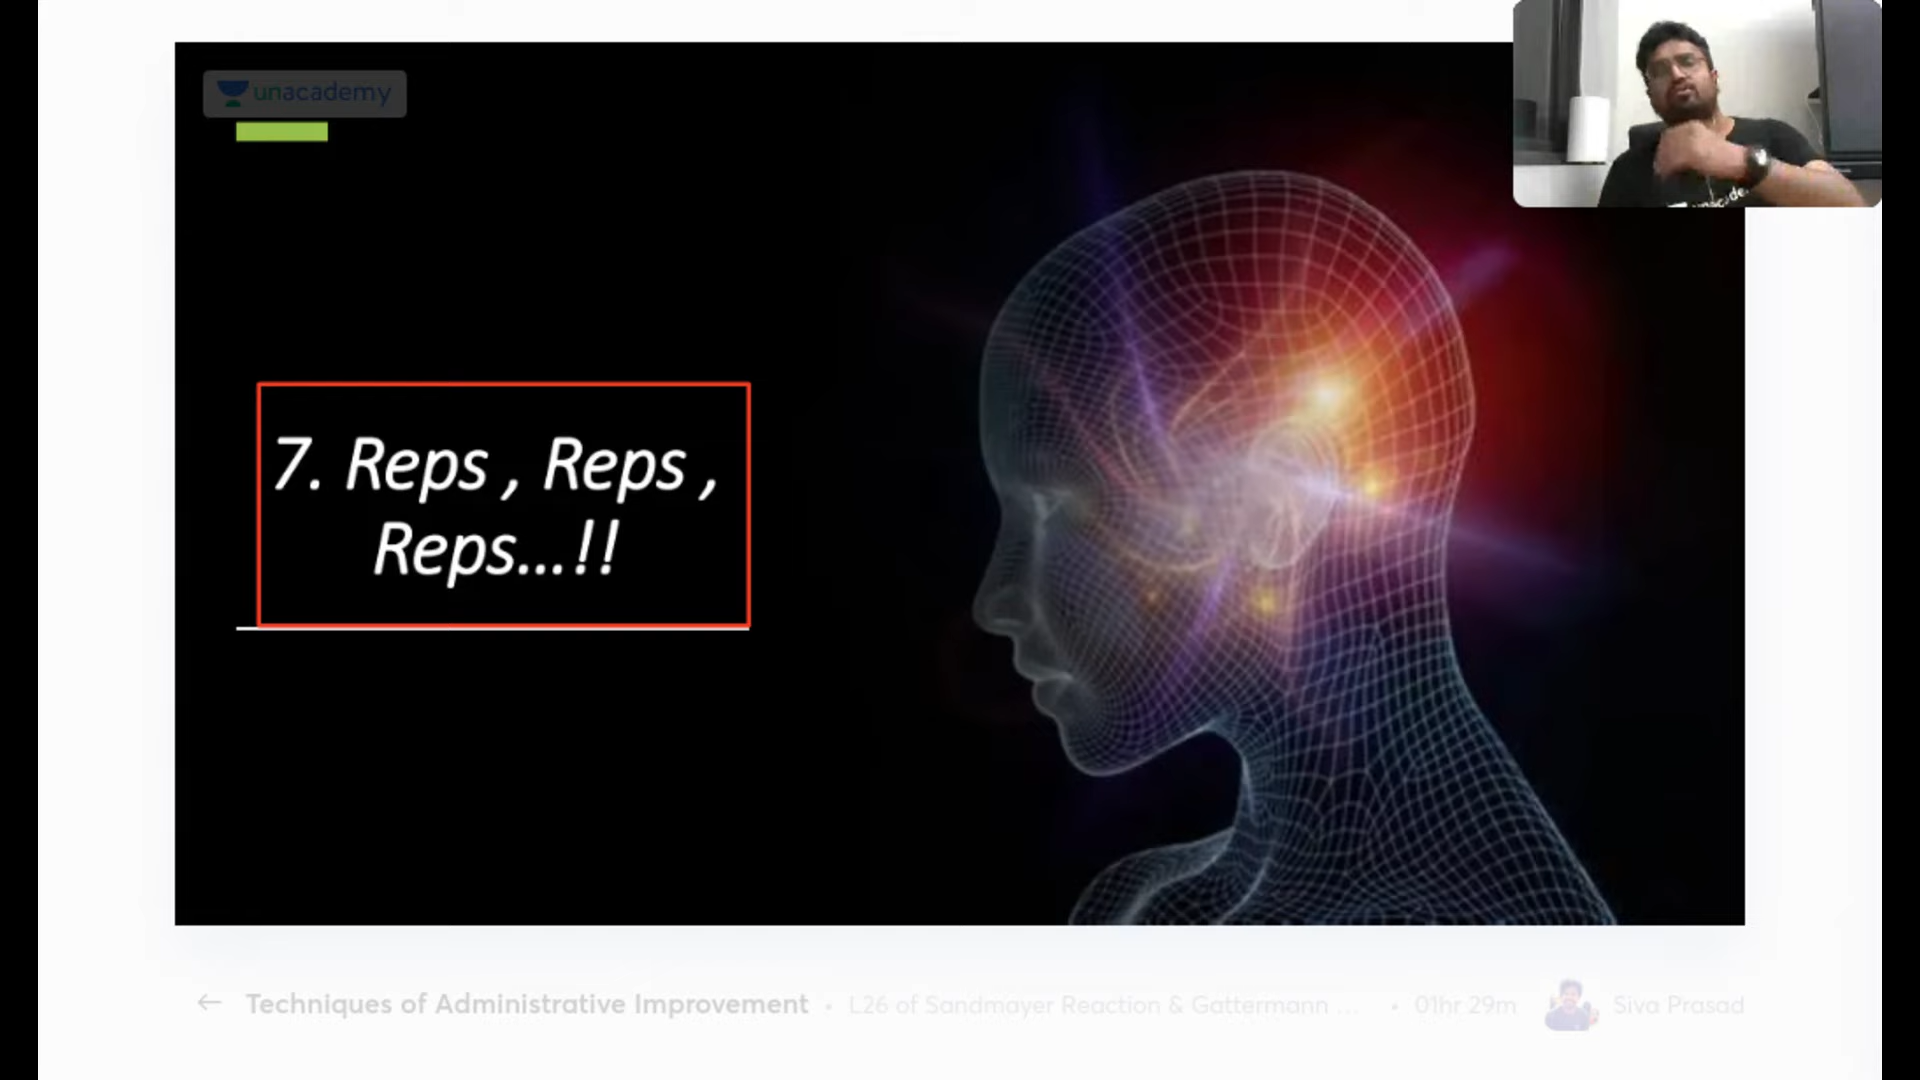 unacademy
7. Reps , Reps ,
Reps...!!
← Techniques of Administrative Improvement • L26 of Sandmayer Reaction & Gattermann ... • 01hr 29m Siva Prasad